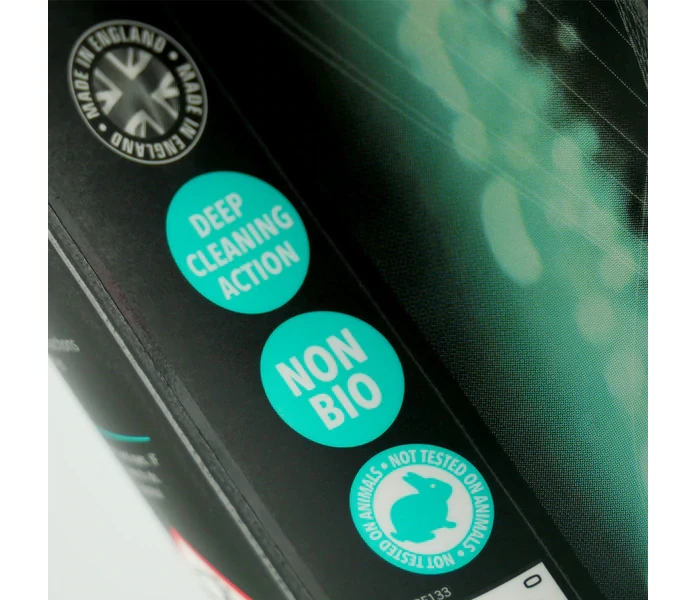 MADE IN ENGLAND • MADE IN ENGLAND •
DEEP
CLEANING
ACTION
NON
BIO
NOT TESTED ON ANIMALS • NOT TESTED ON ANIMALS •